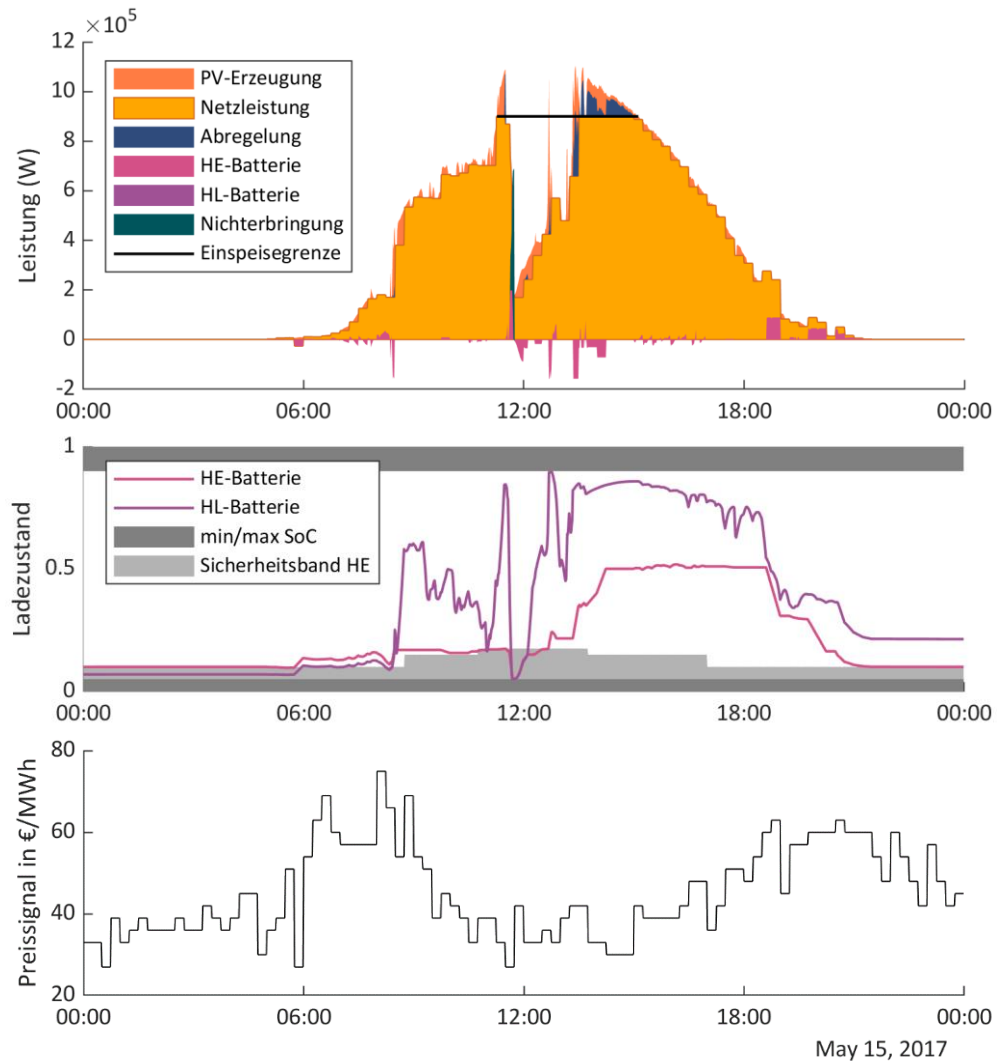 ×10⁵
12
10
8
6
4
2
0
-2
Leistung (W)
PV-Erzeugung
Netzleistung
Abregelung
HE-Batterie
HL-Batterie
Nichterbringung
Einspeisegrenze
00:00 06:00 12:00 18:00 00:00
1
0.5
0
Ladezustand
HE-Batterie
HL-Batterie
min/max SoC
Sicherheitsband HE
00:00 06:00 12:00 18:00 00:00
80
60
40
20
Preissignal in €/MWh
00:00 06:00 12:00 18:00 00:00
May 15, 2017